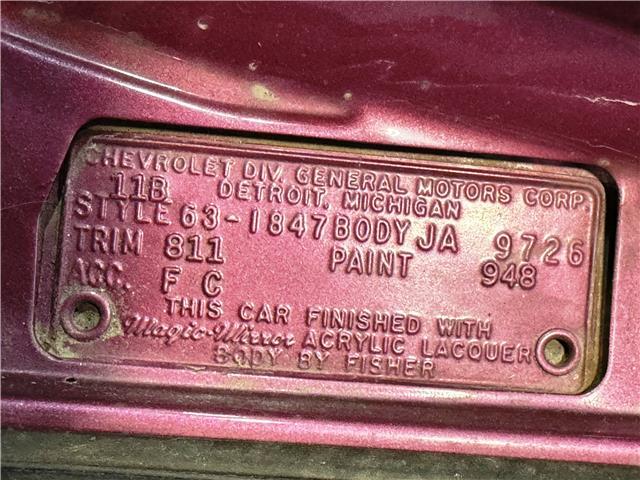 CHEVROLET DIV. GENERAL MOTORS CORP.
11B DETROIT, MICHIGAN
STYLE 63-1847 BODY JA 9726
TRIM 811 PAINT 948
ACC. F C
THIS CAR FINISHED WITH
Magic-Mirror ACRYLIC LACQUER
BODY BY FISHER